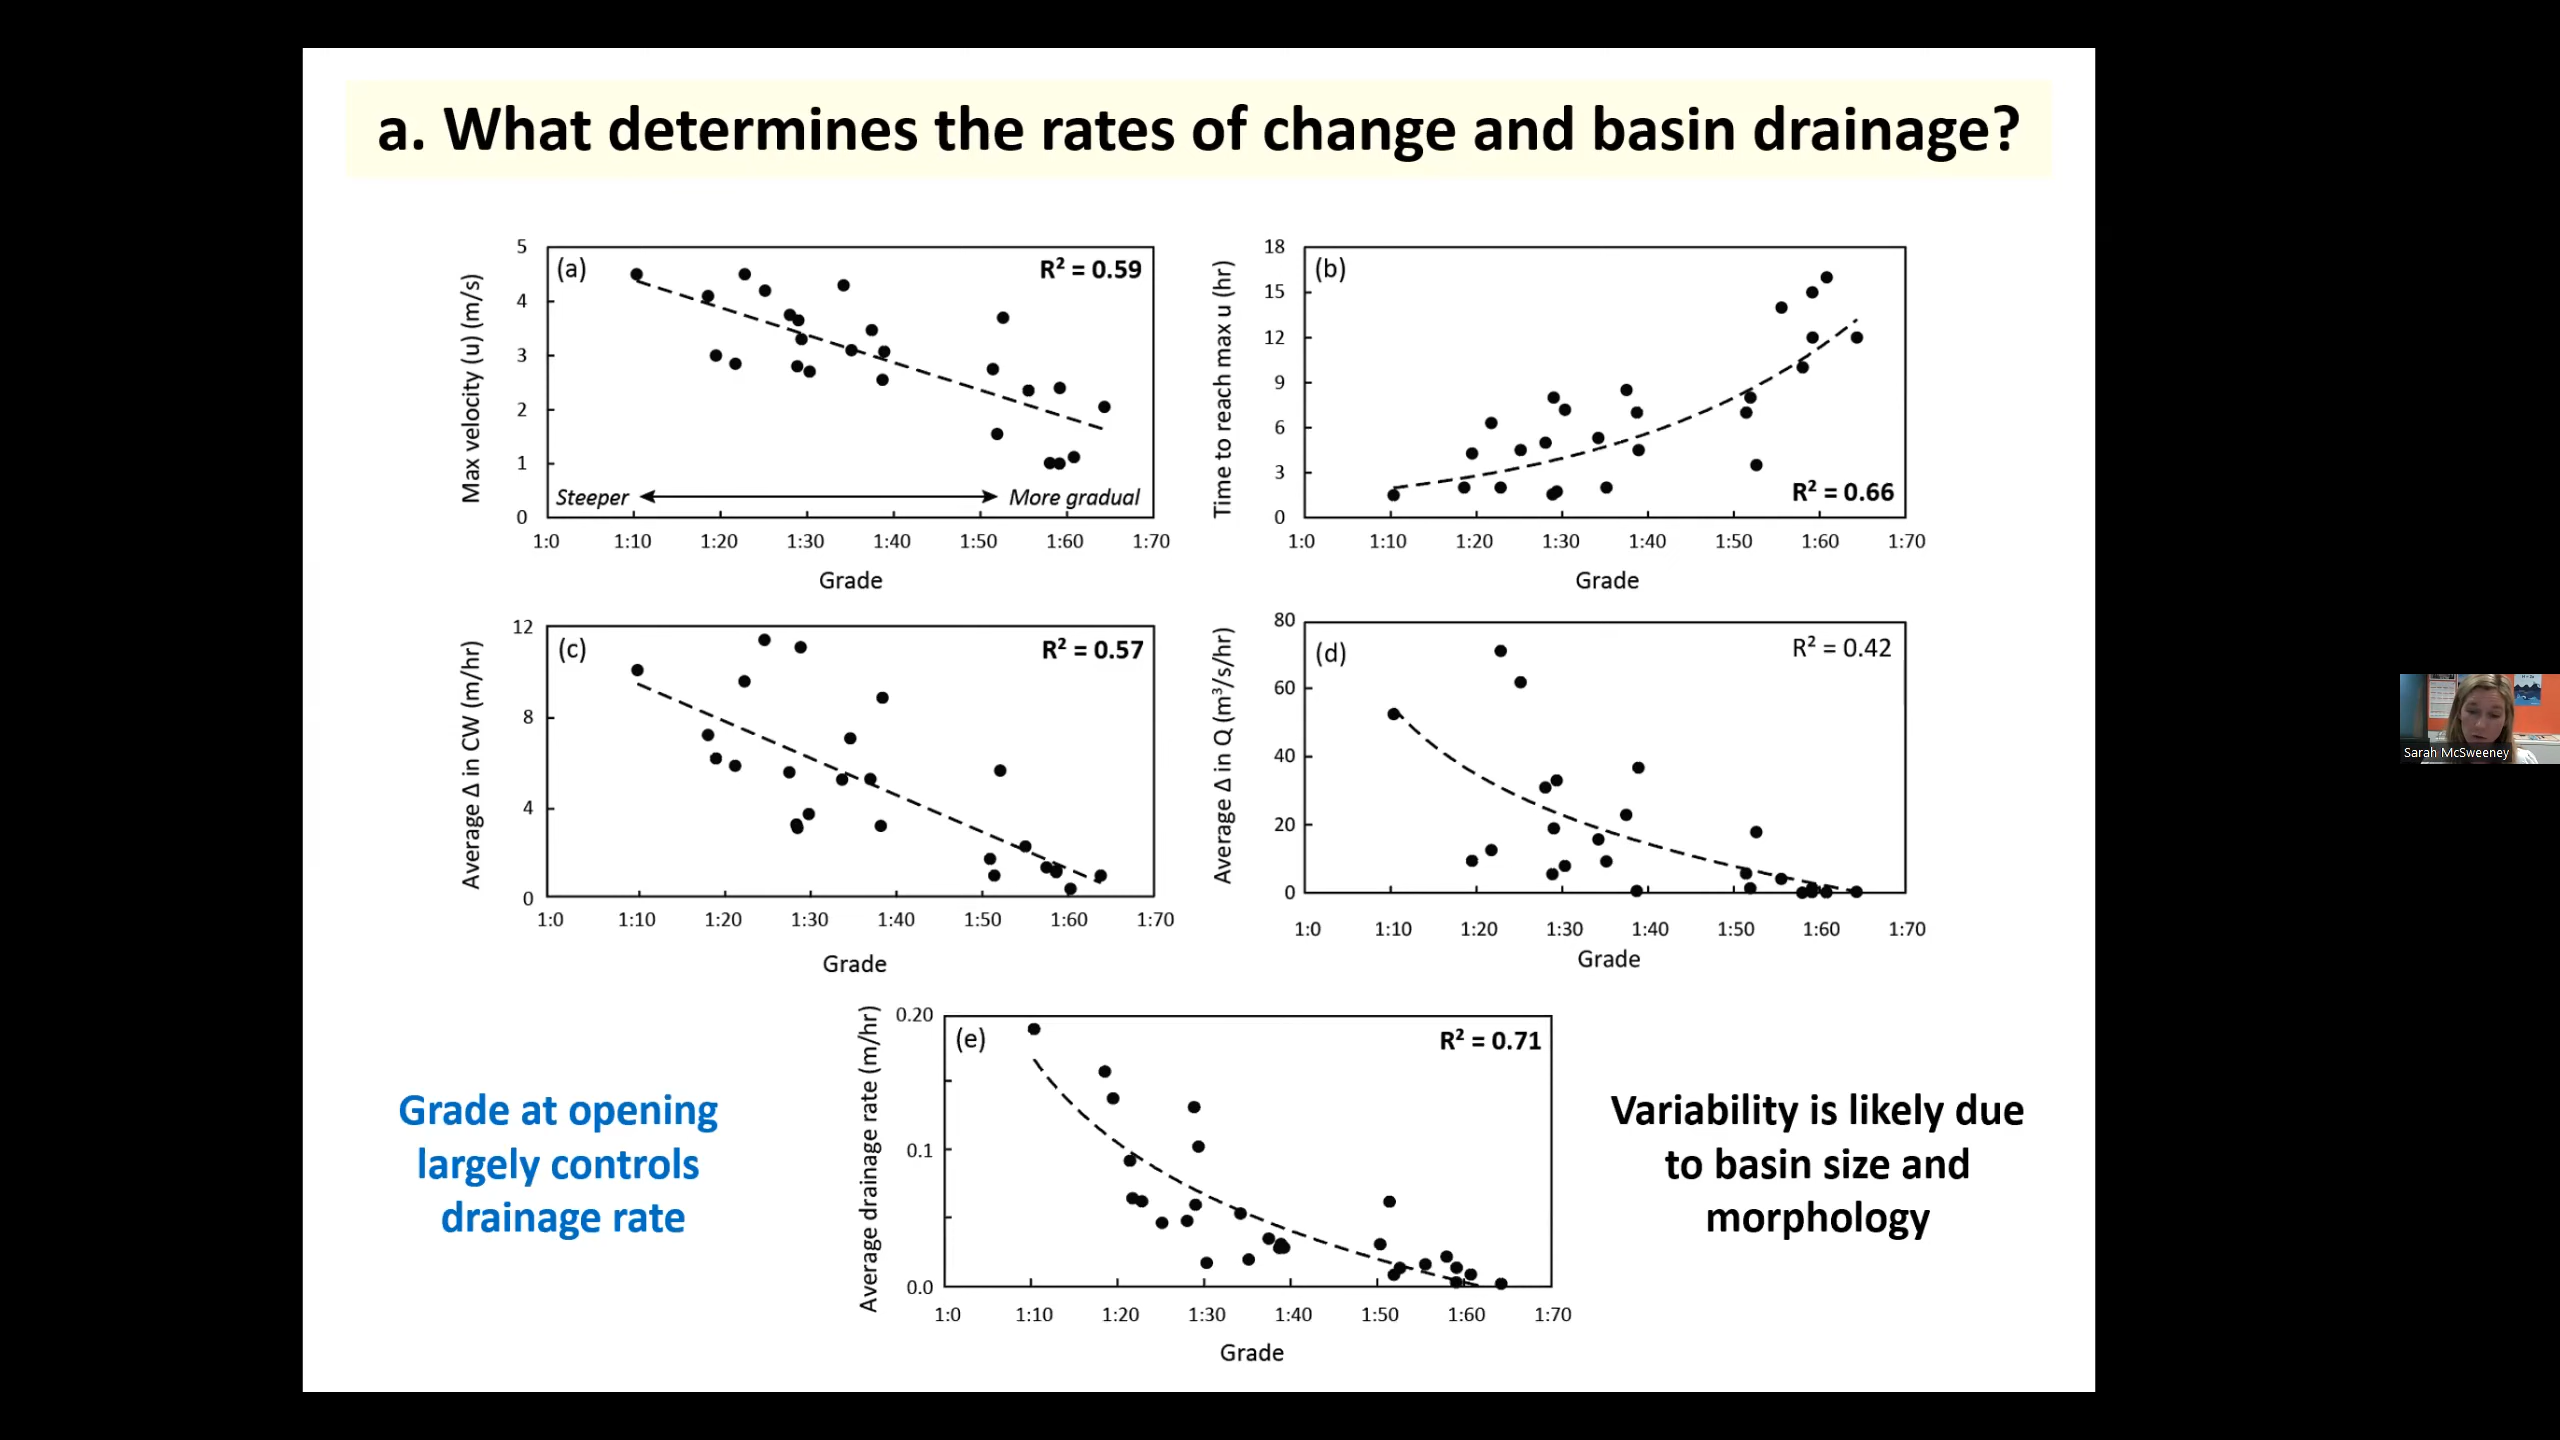 a. What determines the rates of change and basin drainage?
(a)
R² = 0.59
Max velocity (u) (m/s)
5
4
3
2
1
0
Steeper
More gradual
1:0 1:10 1:20 1:30 1:40 1:50 1:60 1:70
Grade
(b)
R² = 0.66
Time to reach max u (hr)
18
15
12
9
6
3
0
1:0 1:10 1:20 1:30 1:40 1:50 1:60 1:70
Grade
(c)
R² = 0.57
Average Δ in CW (m/hr)
12
8
4
0
1:0 1:10 1:20 1:30 1:40 1:50 1:60 1:70
Grade
(d)
R² = 0.42
Average Δ in Q (m³/s/hr)
80
60
40
20
0
1:0 1:10 1:20 1:30 1:40 1:50 1:60 1:70
Grade
Sarah McSweeney
(e)
R² = 0.71
Average drainage rate (m/hr)
0.20
0.1
0.0
1:0 1:10 1:20 1:30 1:40 1:50 1:60 1:70
Grade
Grade at opening
largely controls
drainage rate
Variability is likely due
to basin size and
morphology